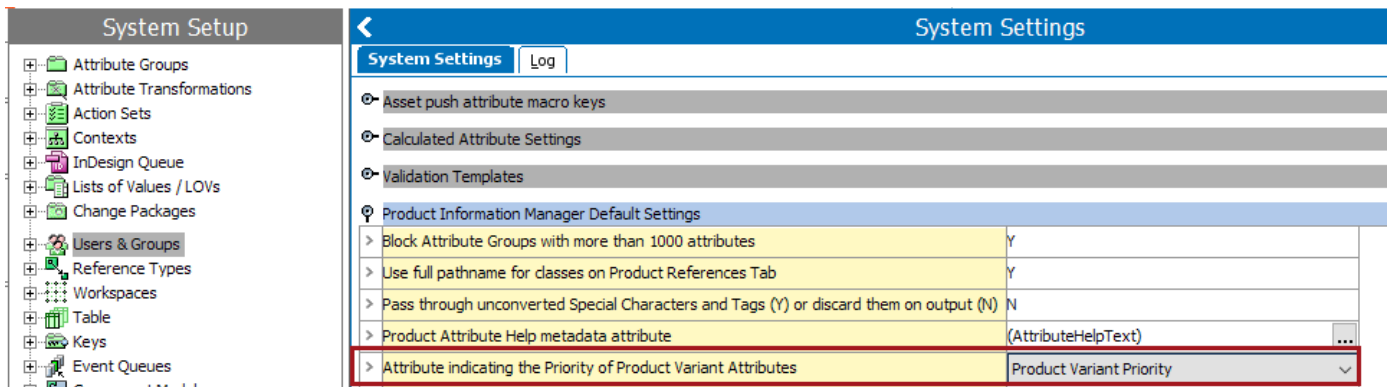 System Setup
Attribute Groups
Attribute Transformations
Action Sets
Contexts
InDesign Queue
Lists of Values / LOVs
Change Packages
Users & Groups
Reference Types
Workspaces
Table
Keys
Event Queues
System Settings
System Settings
Log
Asset push attribute macro keys
Calculated Attribute Settings
Validation Templates
Product Information Manager Default Settings
> Block Attribute Groups with more than 1000 attributes Y
> Use full pathname for classes on Product References Tab Y
> Pass through unconverted Special Characters and Tags (Y) or discard them on output (N) N
> Product Attribute Help metadata attribute (AttributeHelpText) ...
> Attribute indicating the Priority of Product Variant Attributes Product Variant Priority